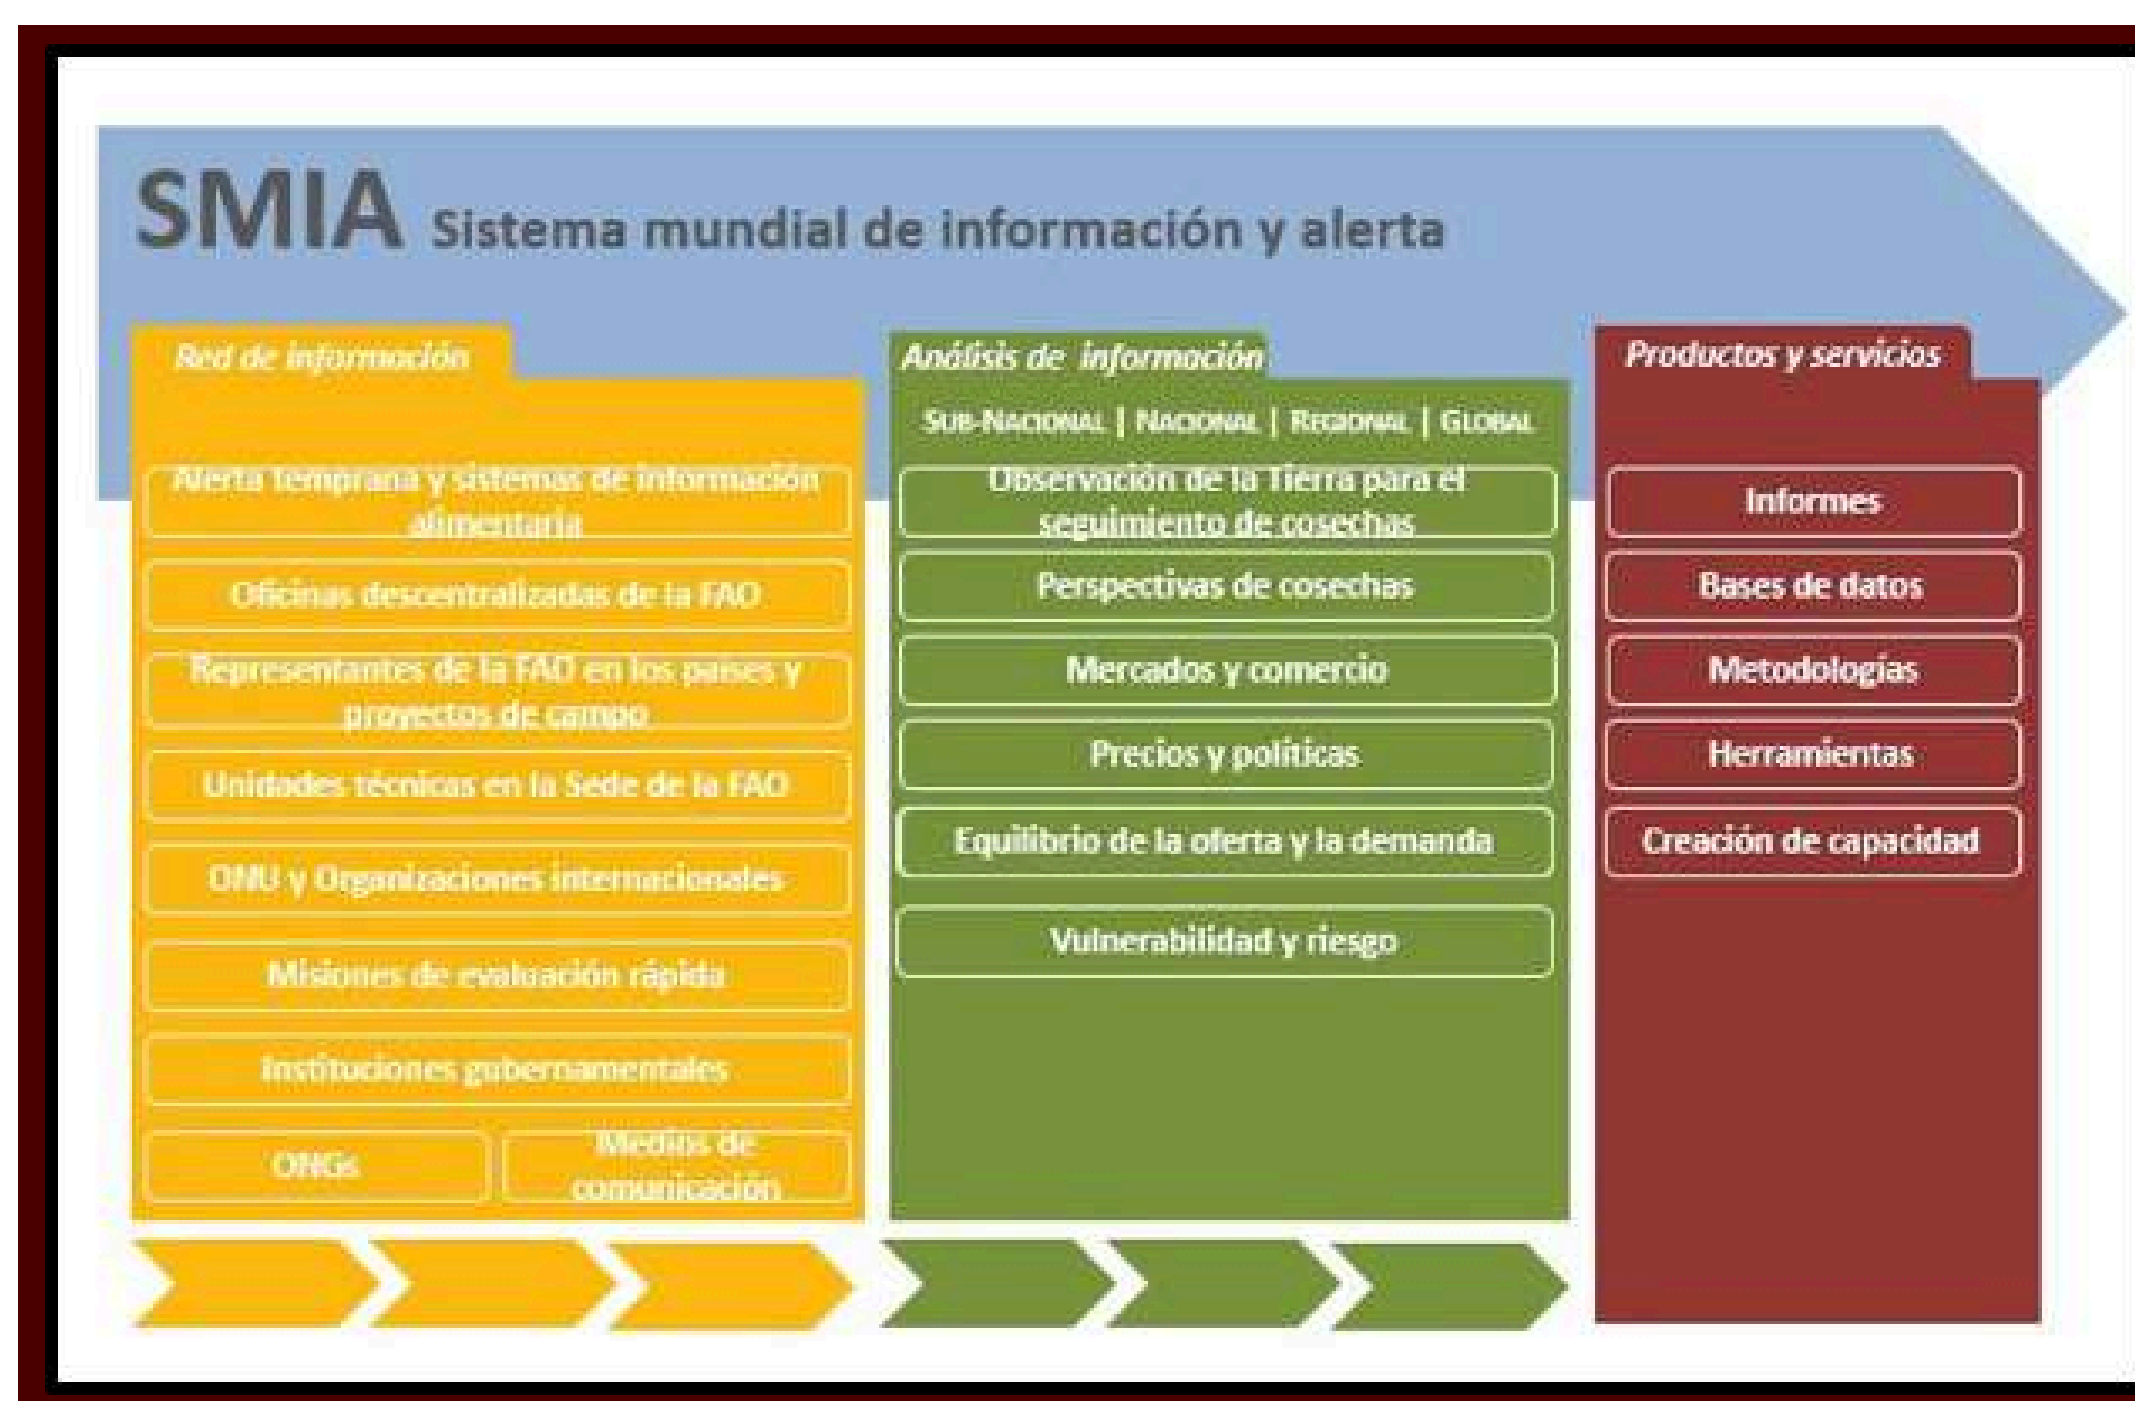 SMIA Sistema mundial de información y alerta
Red de información
Alerta temprana y sistemas de información
alimentaria
Oficinas descentralizadas de la FAO
Representantes de la FAO en los países y
proyectos de campo
Unidades técnicas en la Sede de la FAO
ONU y Organizaciones internacionales
Misiones de evaluación rápida
Instituciones gubernamentales
ONGs
Medios de
comunicación
Análisis de información
SUB-NACIONAL | NACIONAL | REGIONAL | GLOBAL
Observación de la Tierra para el
seguimiento de cosechas
Perspectivas de cosechas
Mercados y comercio
Precios y políticas
Equilibrio de la oferta y la demanda
Vulnerabilidad y riesgo
Productos y servicios
Informes
Bases de datos
Metodologías
Herramientas
Creación de capacidad